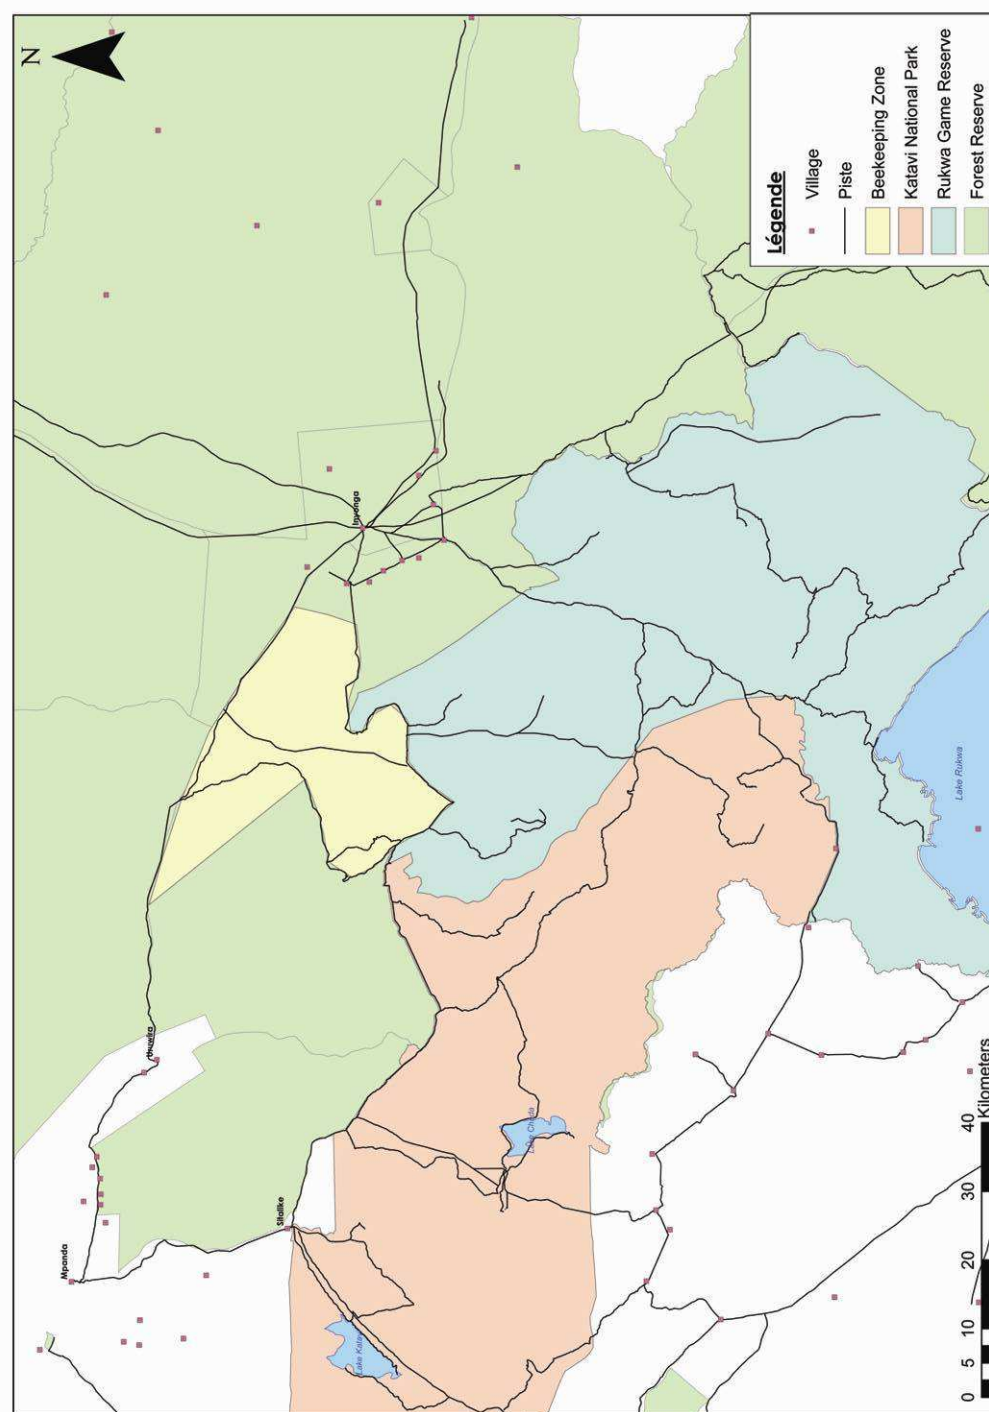 N
Mpanda
Uruwira
Sitalike
Inyonga
Lake Chada
Lake Rukwa
Légende
Village
Piste
Beekeeping Zone
Katavi National Park
Rukwa Game Reserve
Forest Reserve
0 5 10 20 30 40
Kilometers